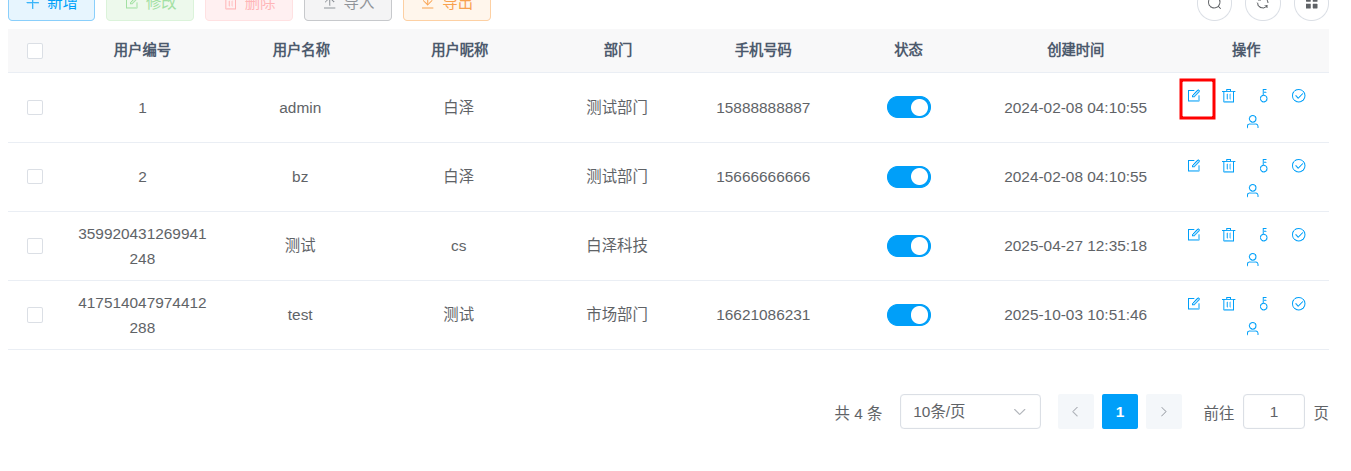 新增 修改 删除 导入 导出
用户编号 用户名称 用户昵称 部门 手机号码 状态 创建时间 操作
1 admin 白泽 测试部门 15888888887 2024-02-08 04:10:55
2 bz 白泽 测试部门 15666666666 2024-02-08 04:10:55
359920431269941
248 测试 cs 白泽科技 2025-04-27 12:35:18
417514047974412
288 test 测试 市场部门 16621086231 2025-10-03 10:51:46
共 4 条 10条/页 1 前往 1 页